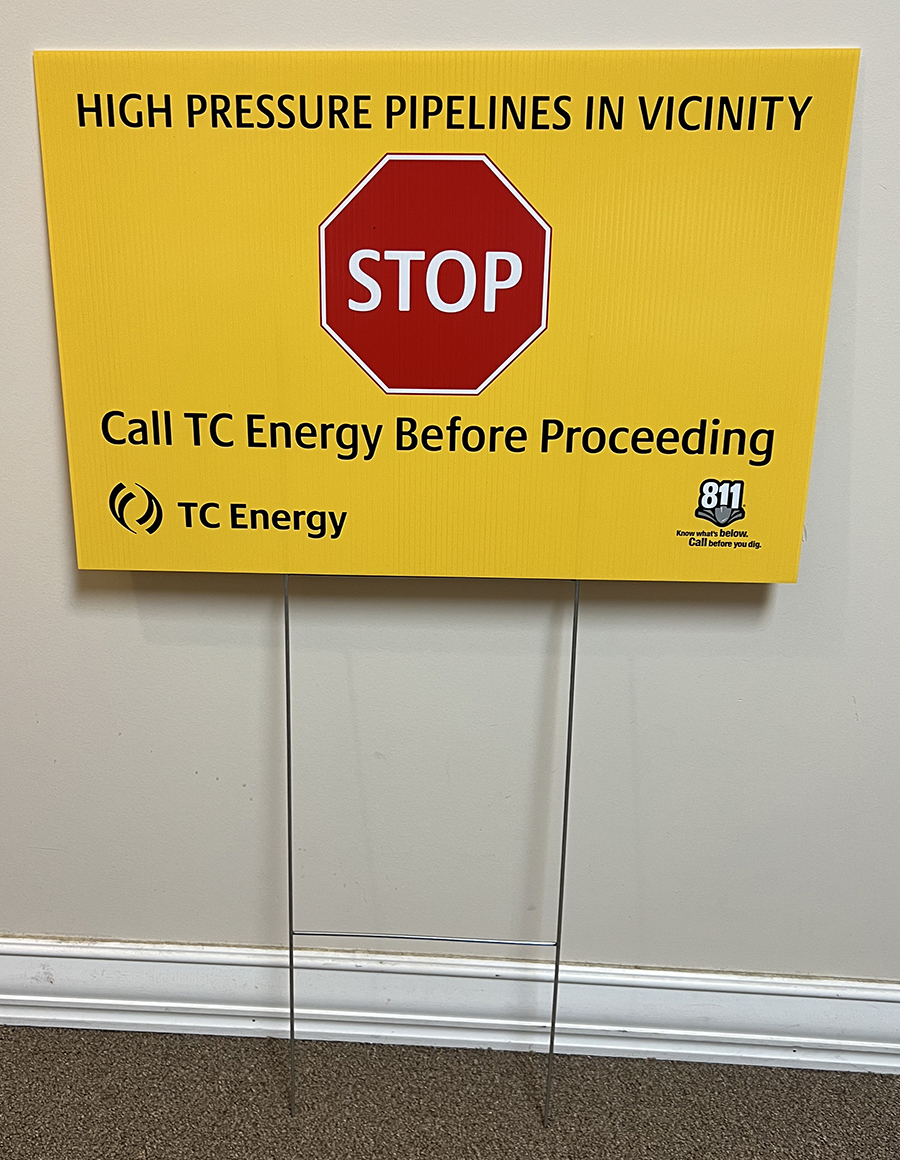 HIGH PRESSURE PIPELINES IN VICINITY
STOP
Call TC Energy Before Proceeding
TC Energy
811
Know what's below.
Call before you dig.